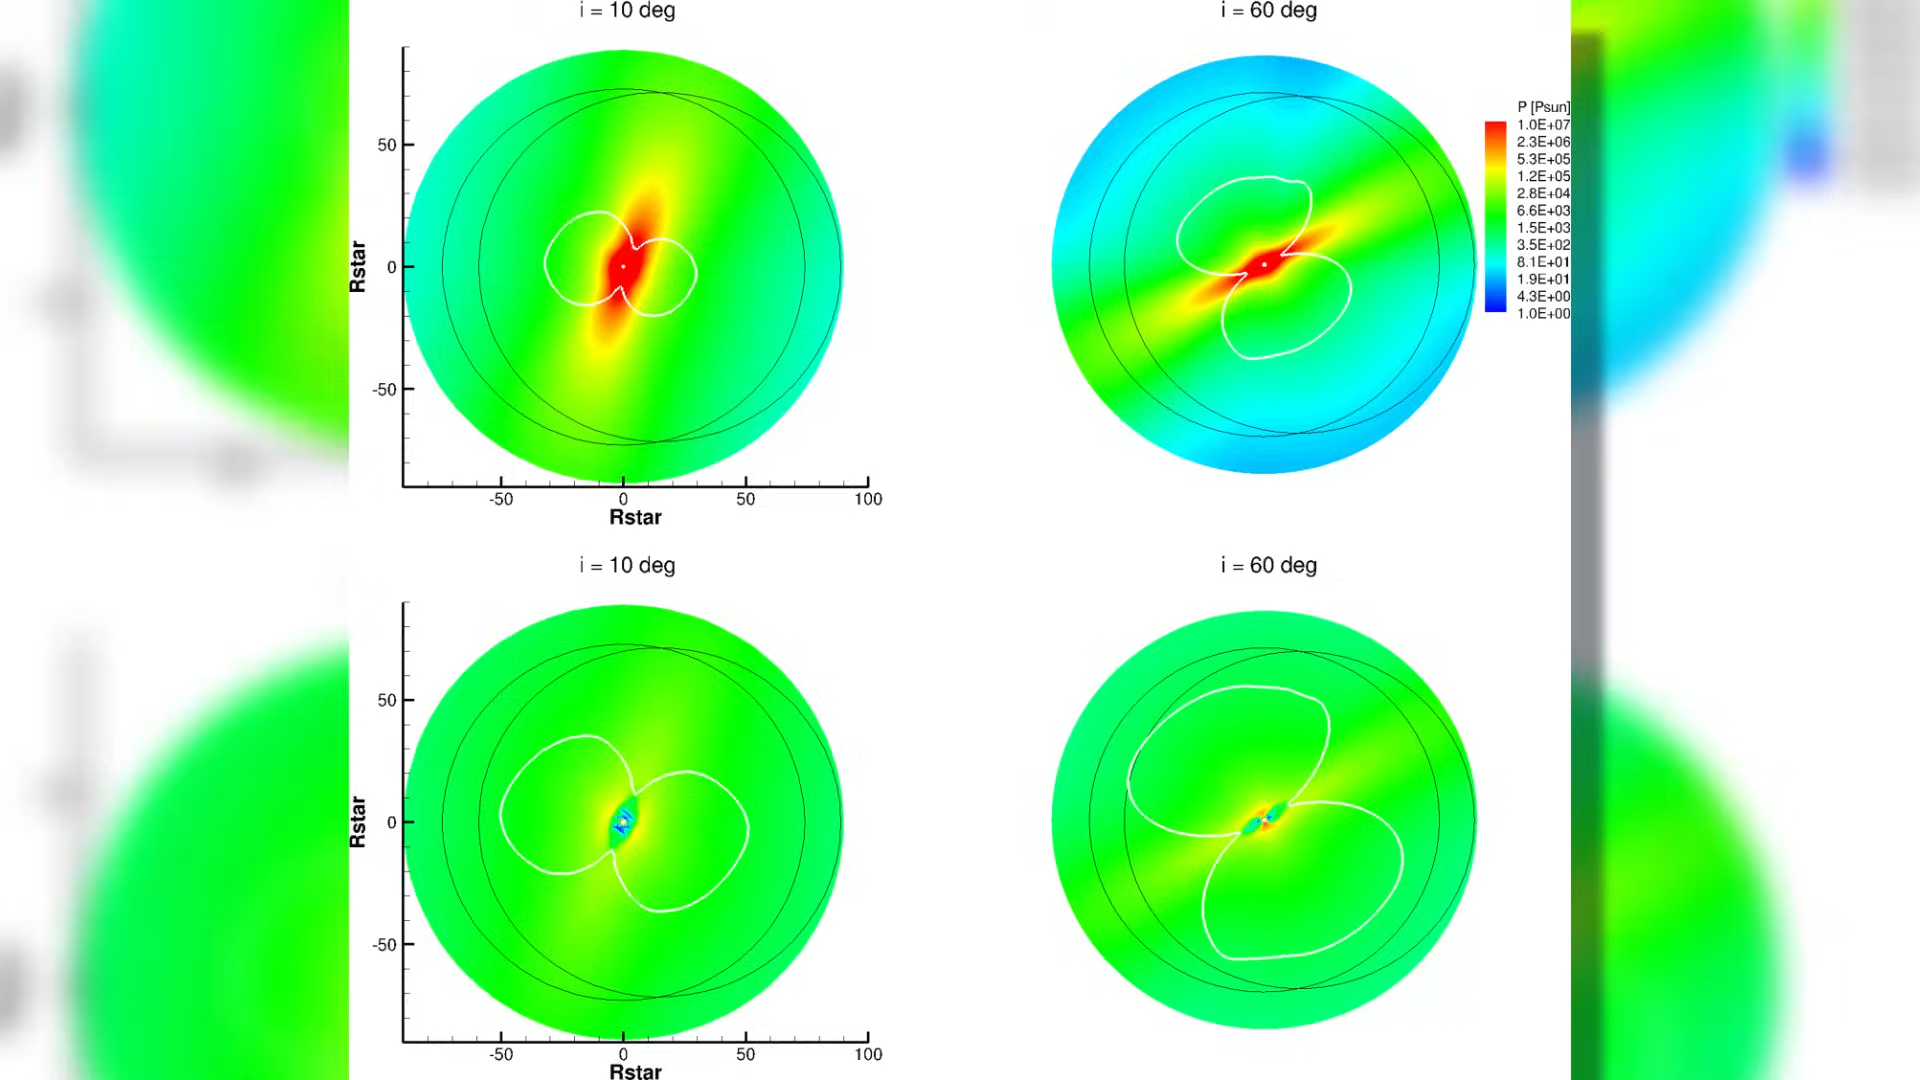 i = 10 deg
i = 60 deg
P [Psun]
1.0E+07
2.3E+06
5.3E+05
1.2E+05
2.8E+04
6.6E+03
1.5E+03
3.5E+02
8.1E+01
1.9E+01
4.3E+00
1.0E+00
50
0
-50
Rstar
-50
0
50
100
Rstar
i = 10 deg
i = 60 deg
50
0
-50
Rstar
-50
0
50
100
Rstar